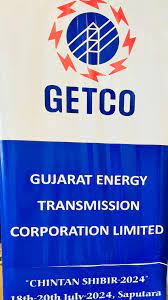 GETCO
GUJARAT ENERGY
TRANSMISSION
CORPORATION LIMITED
"CHINTAN SHIBIR-2024"
18th-20th July-2024, Saputara